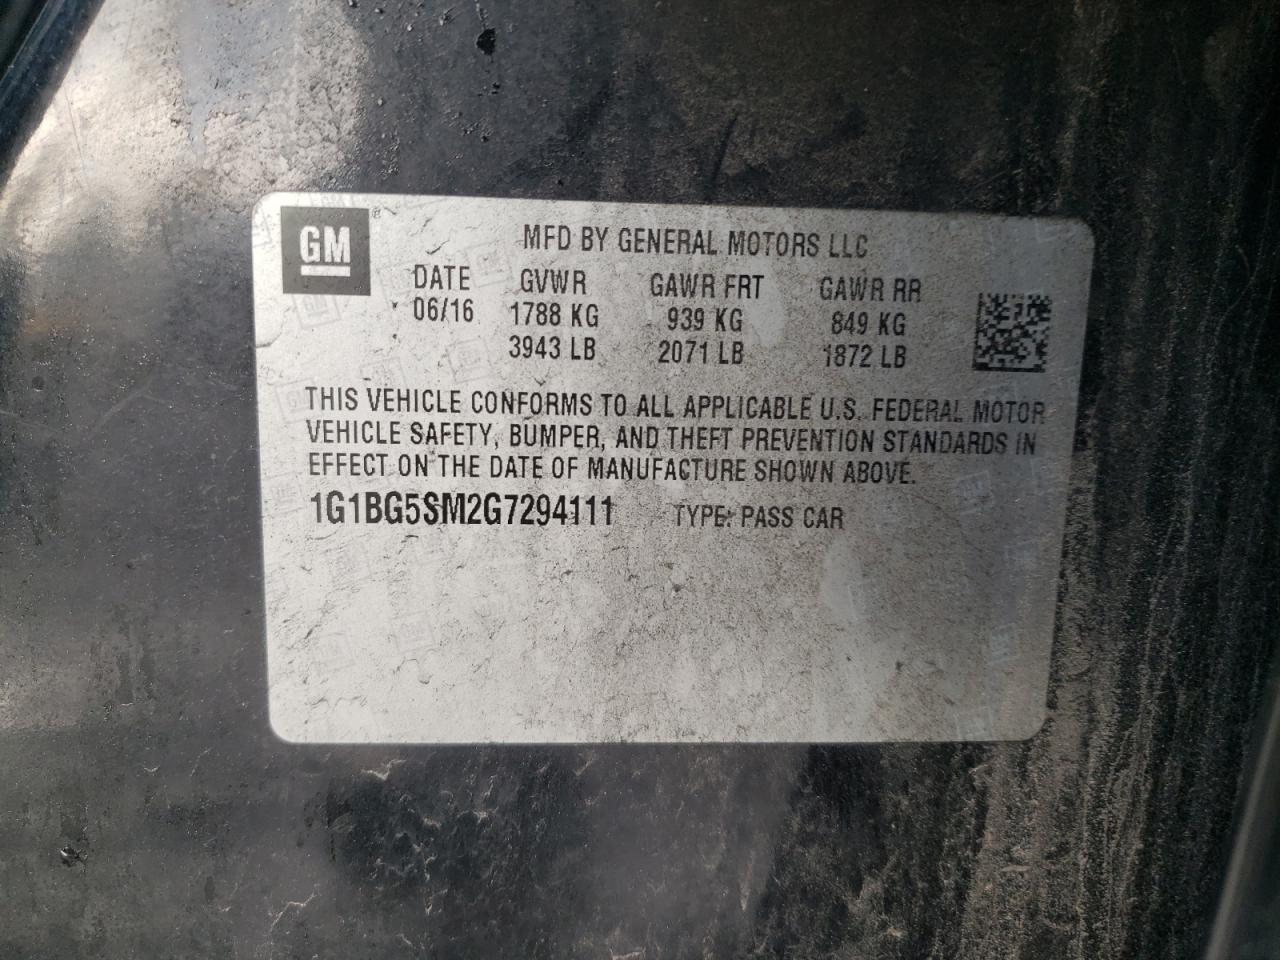 GM®
MFD BY GENERAL MOTORS LLC
DATE GVWR GAWR FRT GAWR RR
06/16 1788 KG 939 KG 849 KG
3943 LB 2071 LB 1872 LB
THIS VEHICLE CONFORMS TO ALL APPLICABLE U.S. FEDERAL MOTOR
VEHICLE SAFETY, BUMPER, AND THEFT PREVENTION STANDARDS IN
EFFECT ON THE DATE OF MANUFACTURE SHOWN ABOVE.
1G1BG5SM2G7294111 TYPE: PASS CAR